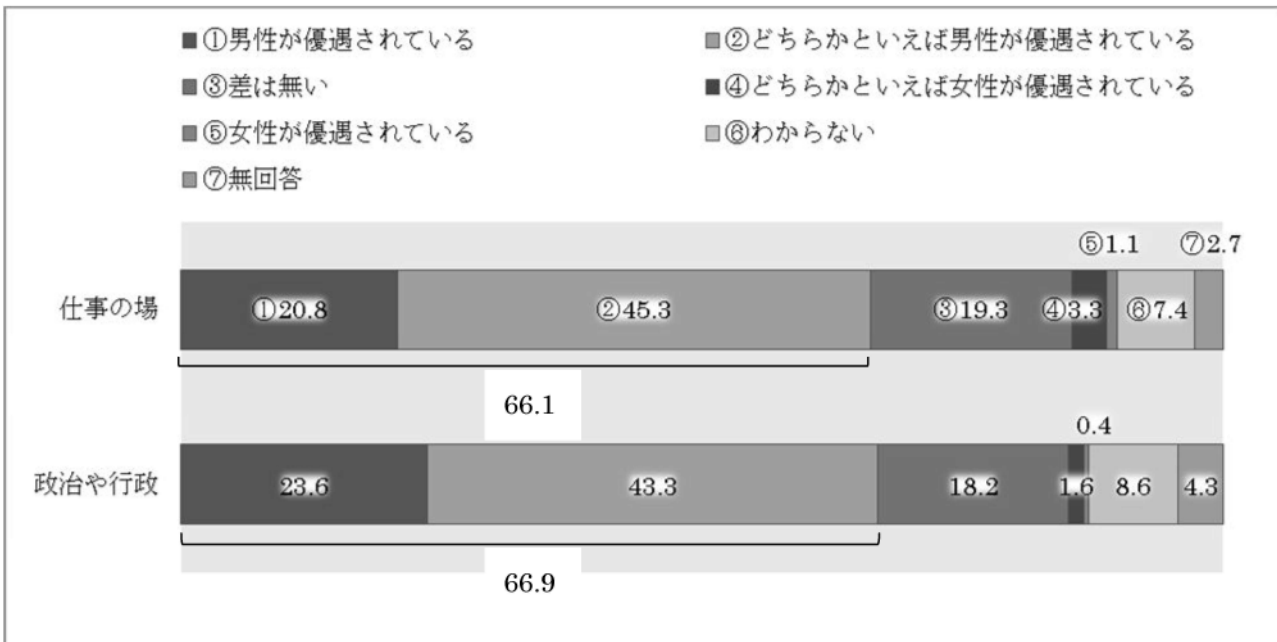 ①男性が優遇されている ②どちらかといえば男性が優遇されている
③差は無い ④どちらかといえば女性が優遇されている
⑤女性が優遇されている ⑥わからない
⑦無回答
⑤1.1 ⑦2.7
仕事の場 ①20.8 ②45.3 ③19.3 ④3.3 ⑥7.4
66.1
0.4
政治や行政 23.6 43.3 18.2 1.6 8.6 4.3
66.9